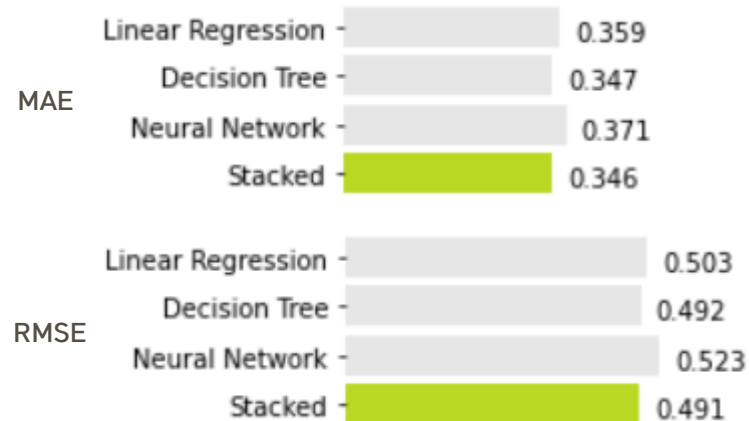 MAE
Linear Regression 0.359
Decision Tree 0.347
Neural Network 0.371
Stacked 0.346
RMSE
Linear Regression 0.503
Decision Tree 0.492
Neural Network 0.523
Stacked 0.491